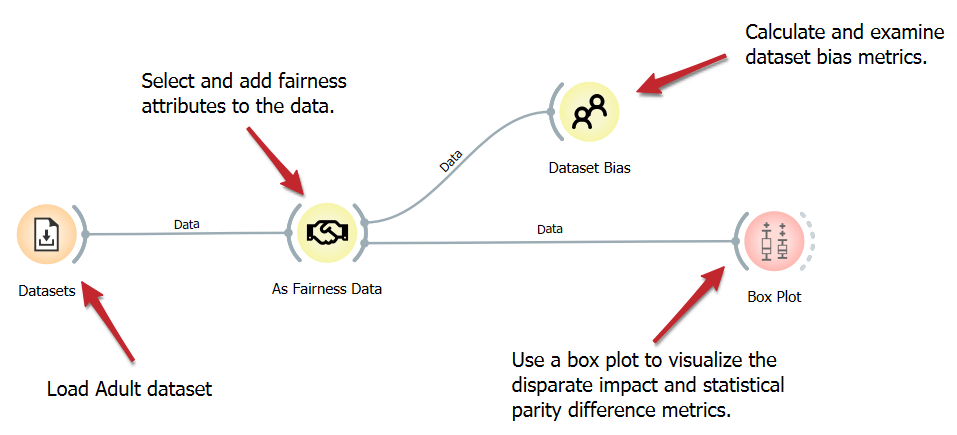 Calculate and examine
dataset bias metrics.
Select and add fairness
attributes to the data.
Data
Dataset Bias
Data
Data
Datasets
As Fairness Data
Box Plot
Load Adult dataset
Use a box plot to visualize the
disparate impact and statistical
parity difference metrics.